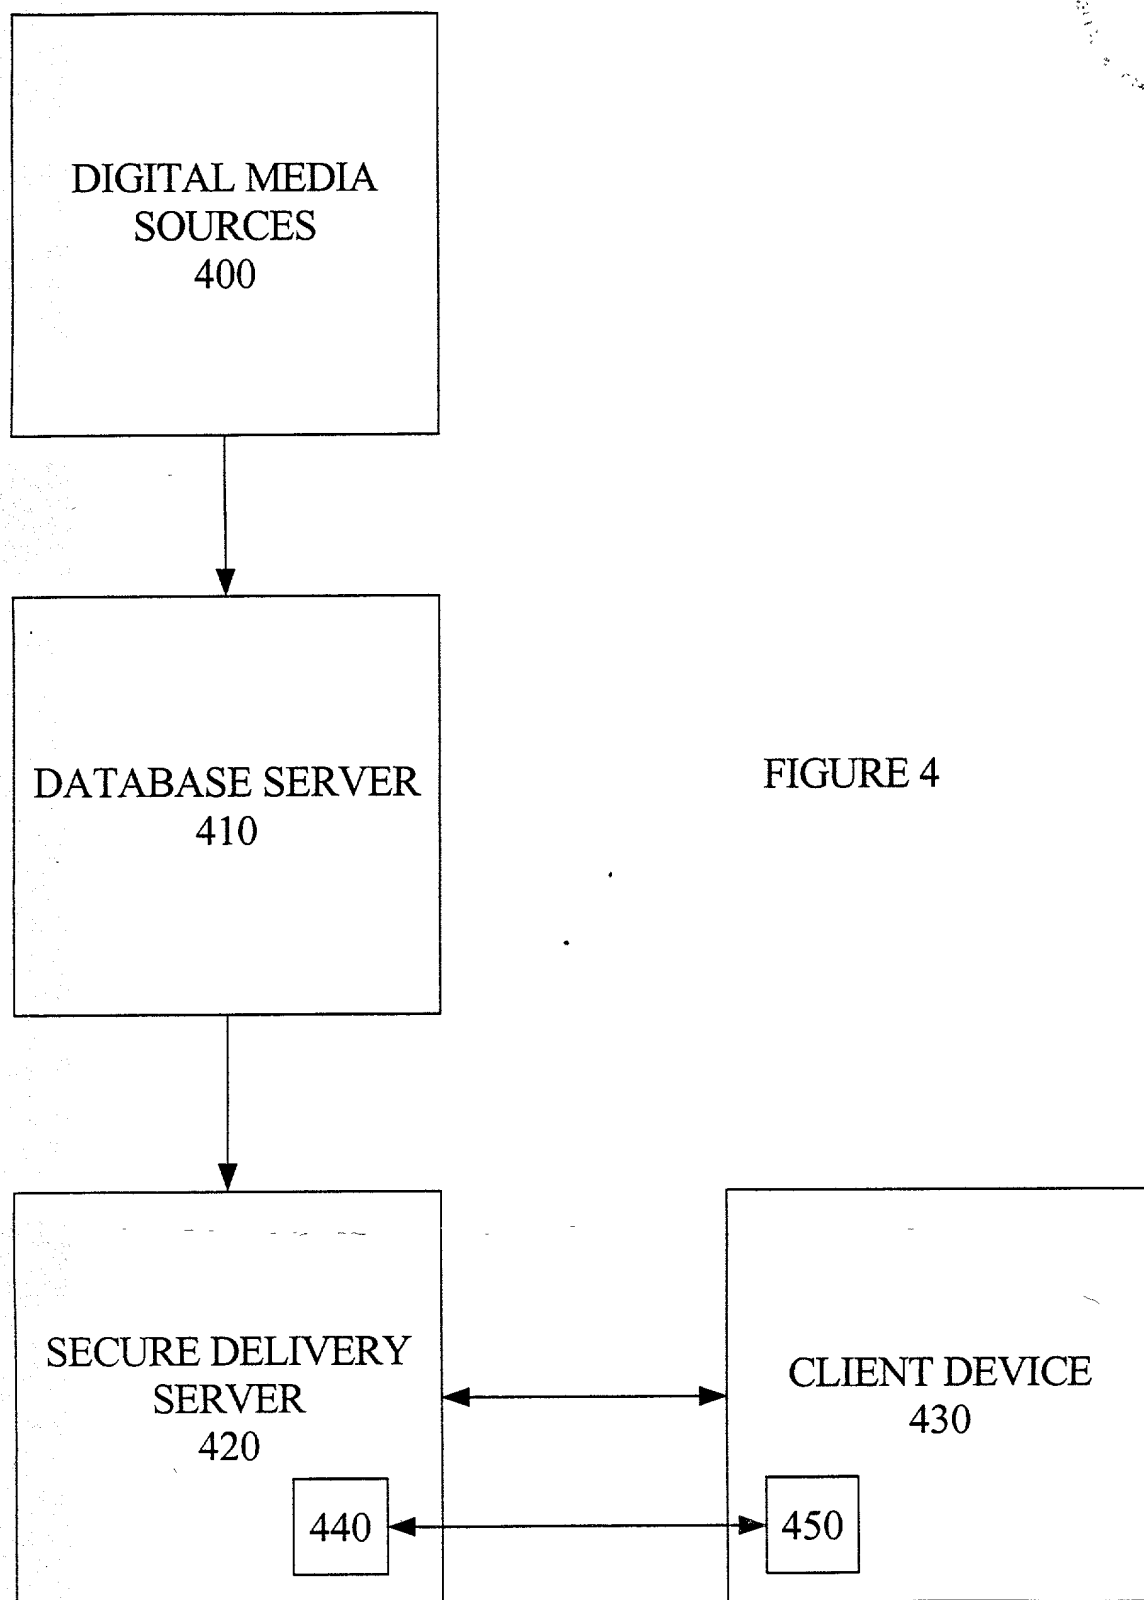 DIGITAL MEDIA
SOURCES
400
DATABASE SERVER
410
FIGURE 4
SECURE DELIVERY
SERVER
420
CLIENT DEVICE
430
440
450